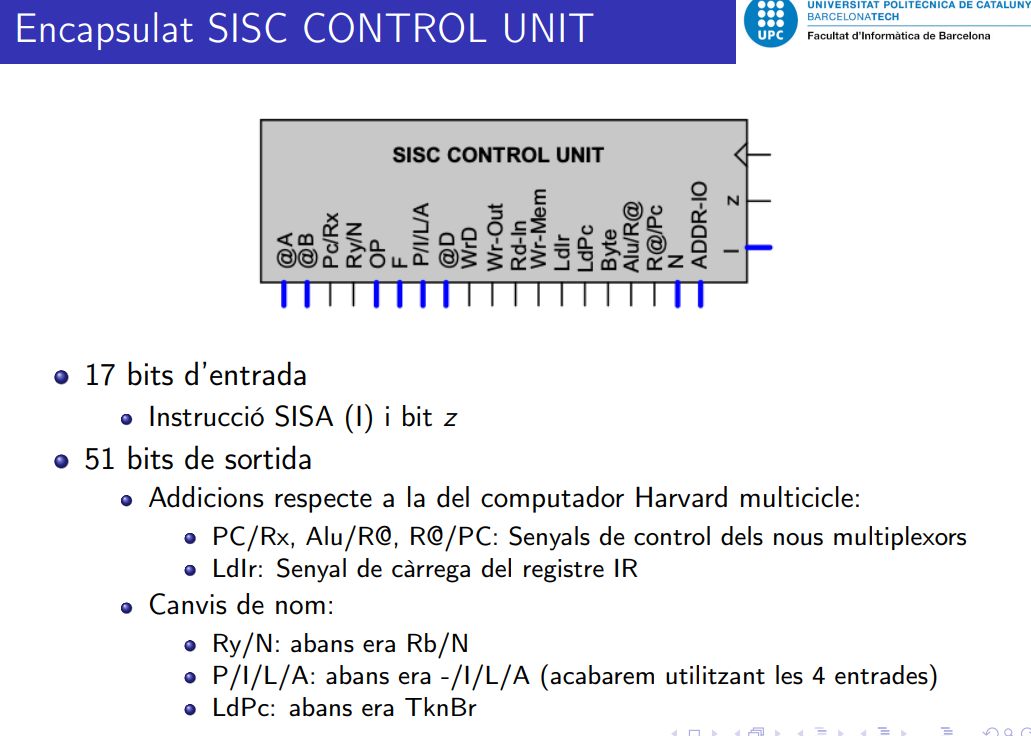 Encapsulat SISC CONTROL UNIT
UNIVERSITAT POLITÈCNICA DE CATALUNY
BARCELONATECH
Facultat d'Informàtica de Barcelona
UPC
SISC CONTROL UNIT
@A
@B
Pc/Rx
Ry/N
OP
F
P/I/L/A
@D
WrD
Wr-Out
Rd-In
Wr-Mem
LdIr
LdPc
Byte
Alu/R@
R@/Pc
N
ADDR-IO
z
I
17 bits d'entrada
Instrucció SISA (I) i bit z
51 bits de sortida
Addicions respecte a la del computador Harvard multicicle:
PC/Rx, Alu/R@, R@/PC: Senyals de control dels nous multiplexors
LdIr: Senyal de càrrega del registre IR
Canvis de nom:
Ry/N: abans era Rb/N
P/I/L/A: abans era -/I/L/A (acabarem utilitzant les 4 entrades)
LdPc: abans era TknBr